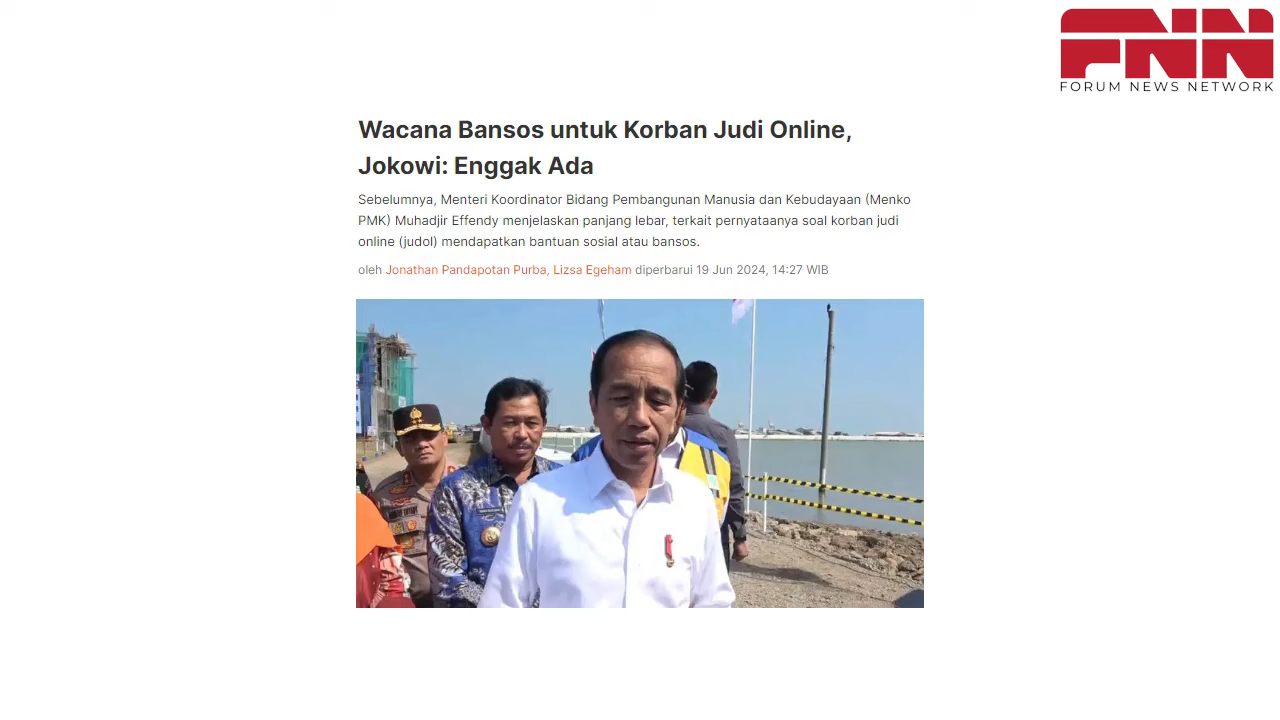 FNN
FORUM NEWS NETWORK
Wacana Bansos untuk Korban Judi Online,
Jokowi: Enggak Ada
Sebelumnya, Menteri Koordinator Bidang Pembangunan Manusia dan Kebudayaan (Menko
PMK) Muhadjir Effendy menjelaskan panjang lebar, terkait pernyataanya soal korban judi
online (judol) mendapatkan bantuan sosial atau bansos.
oleh Jonathan Pandapotan Purba, Lizsa Egeham diperbarui 19 Jun 2024, 14:27 WIB